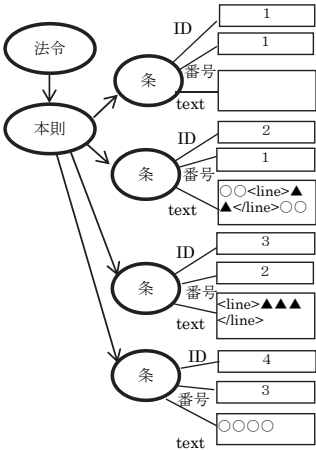 法令
本則
条
ID
1
番号
1
text
条
ID
2
番号
1
text
○○<line>▲
▲</line>○○
条
ID
3
番号
2
text
<line>▲▲▲
</line>
条
ID
4
番号
3
text
○○○○